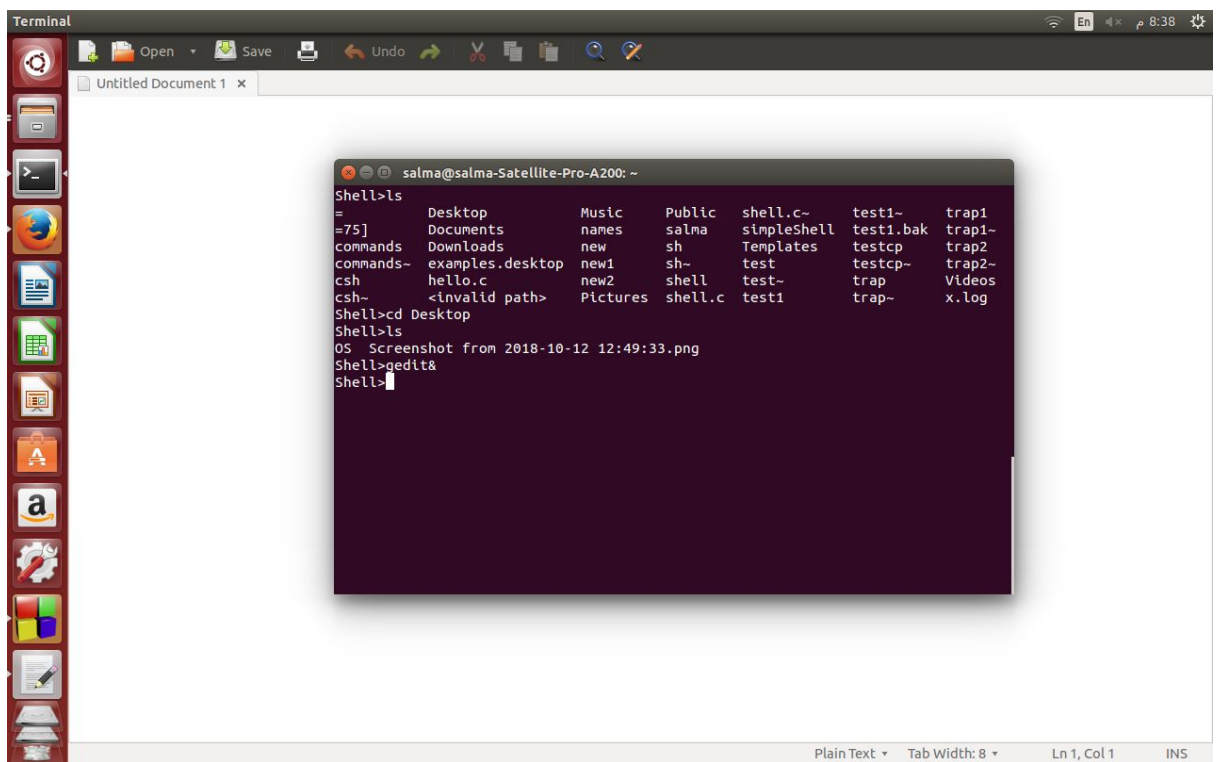 Terminal En 8:38 م
Open Save Undo
Untitled Document 1
salma@salma-Satellite-Pro-A200: ~
Shell>ls
= Desktop Music Public shell.c~ test1~ trap1
=75] Documents names salma simpleShell test1.bak trap1~
commands Downloads new sh Templates testcp trap2
commands~ examples.desktop new1 sh~ test testcp~ trap2~
csh hello.c new2 shell test~ trap Videos
csh~ <invalid path> Pictures shell.c test1 trap~ x.log
Shell>cd Desktop
Shell>ls
OS Screenshot from 2018-10-12 12:49:33.png
Shell>gedit&
Shell>
Plain Text Tab Width: 8 Ln 1, Col 1 INS